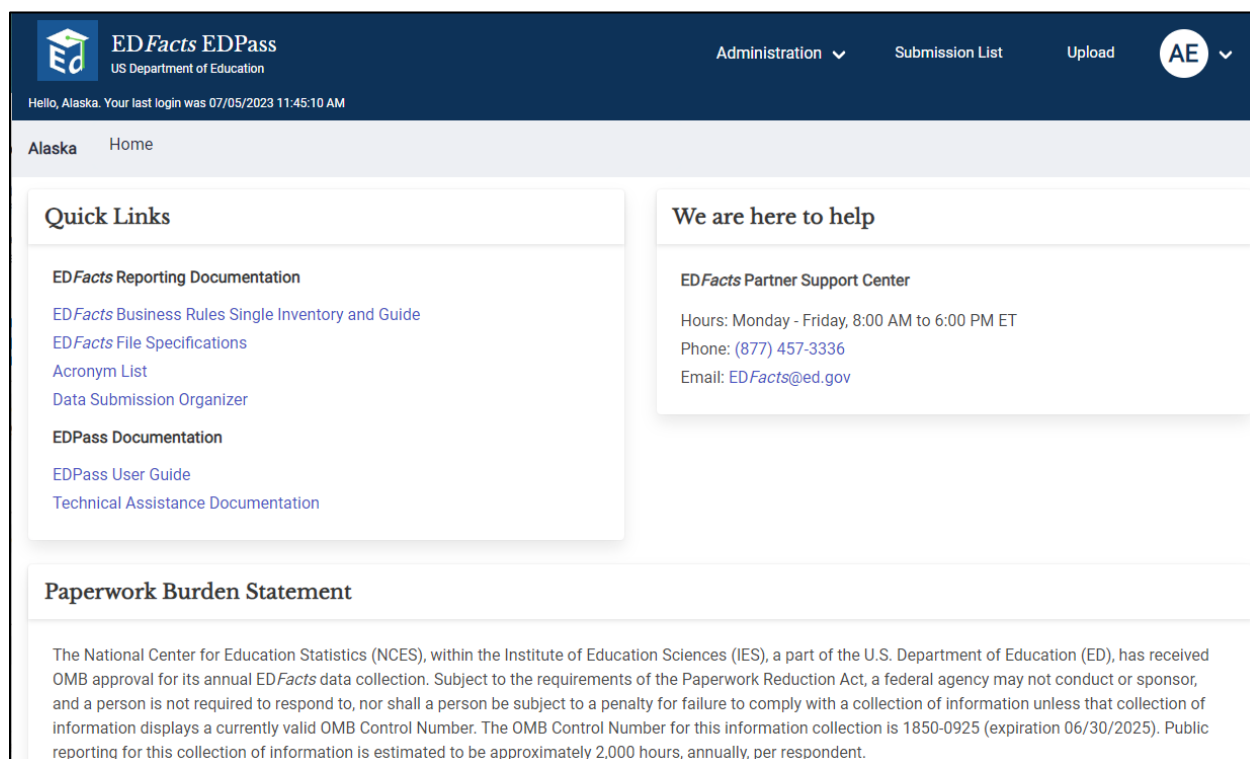 EDFacts EDPass
US Department of Education
Administration
Submission List
Upload
AE
Hello, Alaska. Your last login was 07/05/2023 11:45:10 AM
Alaska Home
Quick Links
EDFacts Reporting Documentation
EDFacts Business Rules Single Inventory and Guide
EDFacts File Specifications
Acronym List
Data Submission Organizer
EDPass Documentation
EDPass User Guide
Technical Assistance Documentation
We are here to help
EDFacts Partner Support Center
Hours: Monday - Friday, 8:00 AM to 6:00 PM ET
Phone: (877) 457-3336
Email: EDFacts@ed.gov
Paperwork Burden Statement
The National Center for Education Statistics (NCES), within the Institute of Education Sciences (IES), a part of the U.S. Department of Education (ED), has received
OMB approval for its annual EDFacts data collection. Subject to the requirements of the Paperwork Reduction Act, a federal agency may not conduct or sponsor,
and a person is not required to respond to, nor shall a person be subject to a penalty for failure to comply with a collection of information unless that collection of
information displays a currently valid OMB Control Number. The OMB Control Number for this information collection is 1850-0925 (expiration 06/30/2025). Public
reporting for this collection of information is estimated to be approximately 2,000 hours, annually, per respondent.